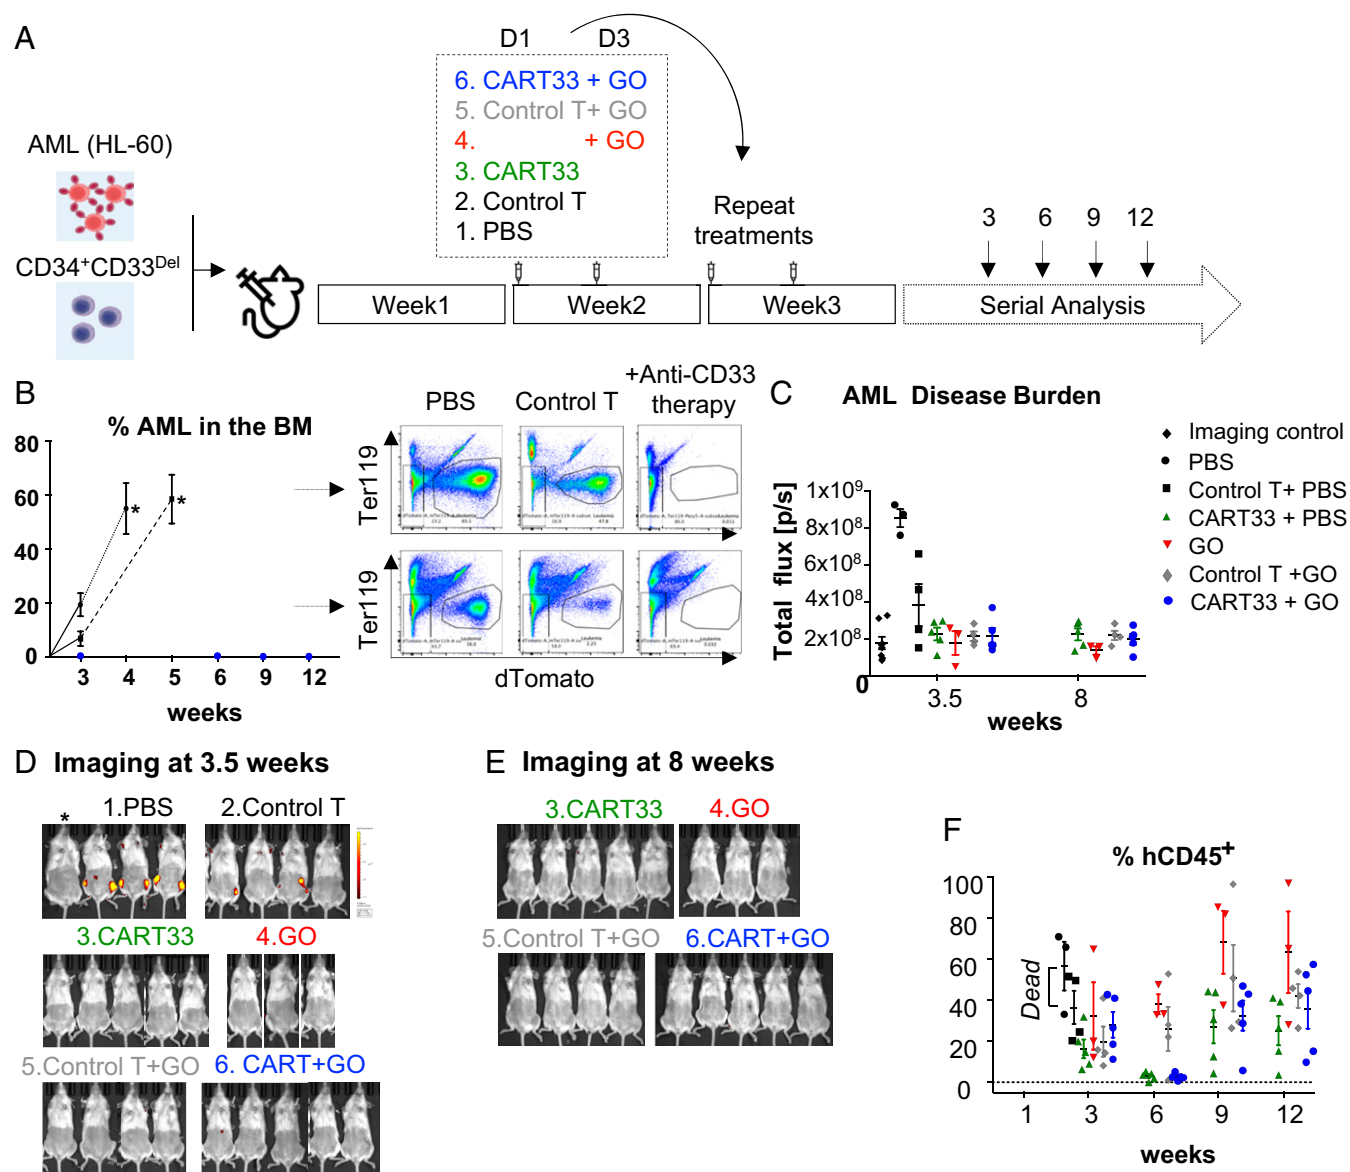 A
D1 D3
6. CART33 + GO
5. Control T+ GO
4. + GO
3. CART33
2. Control T
1. PBS
AML (HL-60)
CD34+CD33Del
Repeat
treatments
3 6 9 12
Week1 Week2 Week3 Serial Analysis
B
% AML in the BM
80
60
40
20
0
* *
3 4 5 6 9 12
weeks
PBS Control T +Anti-CD33
therapy
Ter119
Ter119
dTomato
C AML Disease Burden
Total flux [p/s]
1x10⁹
8x10⁸
6x10⁸
4x10⁸
2x10⁸
0
3.5 8
weeks
Imaging control
PBS
Control T+ PBS
CART33 + PBS
GO
Control T +GO
CART33 + GO
D Imaging at 3.5 weeks
* 1.PBS 2.Control T
3.CART33 4.GO
5.Control T+GO 6. CART+GO
E Imaging at 8 weeks
3.CART33 4.GO
5.Control T+GO 6.CART+GO
F
% hCD45+
100
80
60
40
20
0
Dead
1 3 6 9 12
weeks